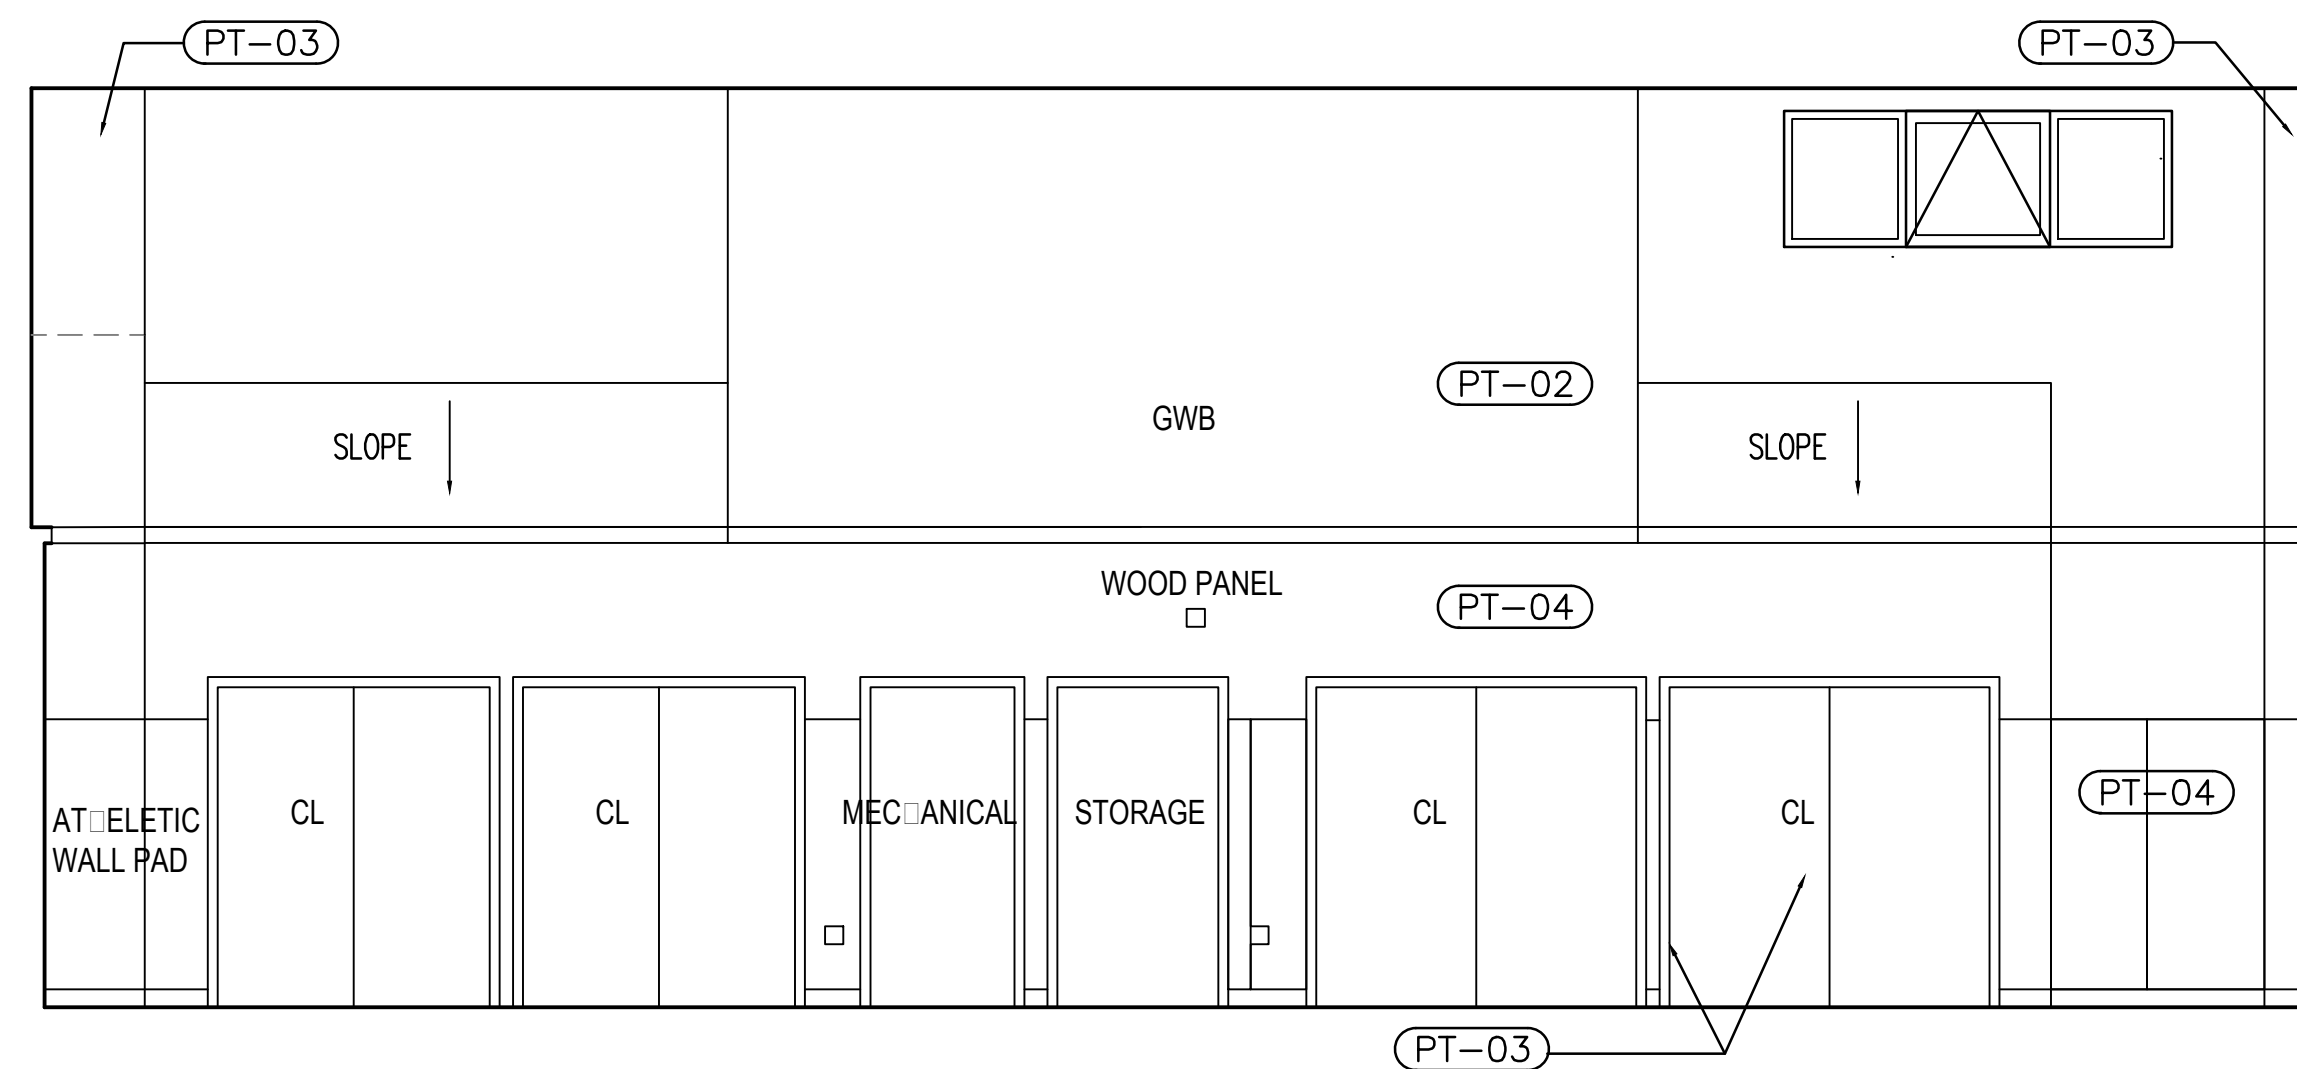 PT-03
PT-03
PT-02
GWB
SLOPE
SLOPE
WOOD PANEL
PT-04
AT□ELETIC
WALL PAD
CL
CL
MEC□ANICAL
STORAGE
CL
CL
PT-04
PT-03